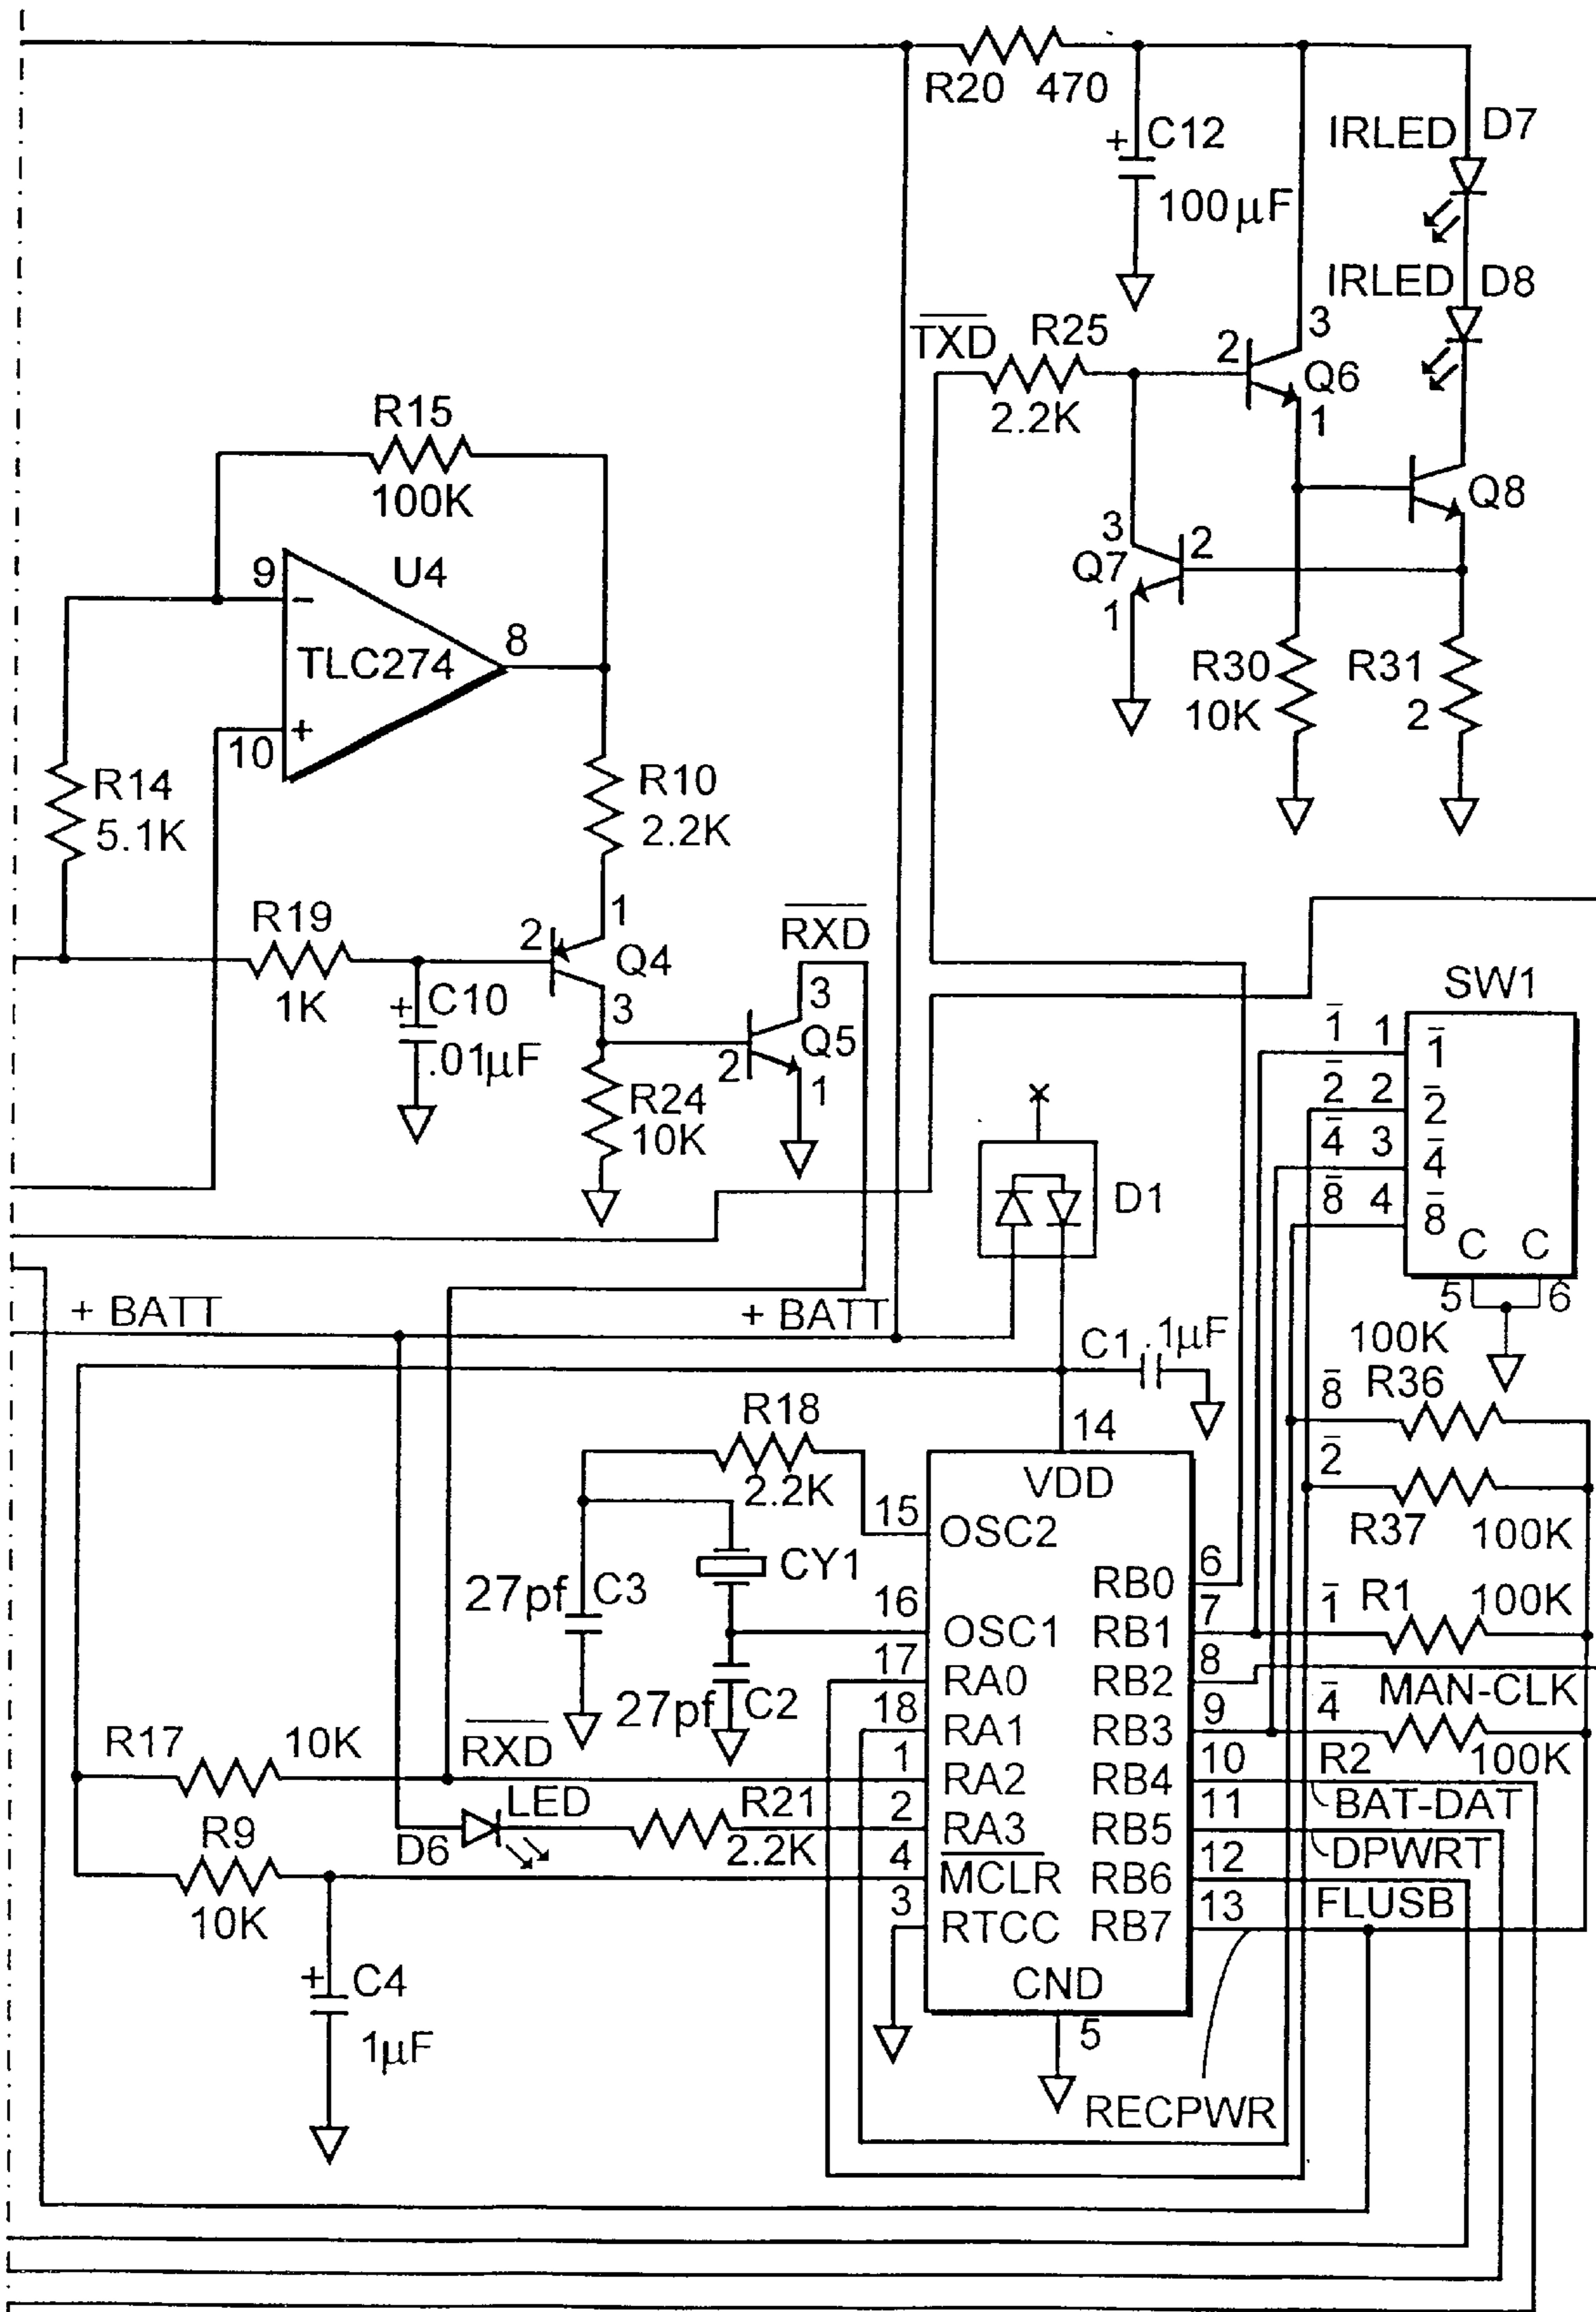 R20 470
C12
+
100µF
IRLED D7
IRLED D8
TXD
R25
2.2K
2
3
Q6
1
Q8
3
Q7
2
1
R30
10K
R31
2
R15
100K
U4
9
-
TLC274
8
10
+
R14
5.1K
R10
2.2K
R19
1K
2
1
Q4
3
+
C10
.01µF
RXD
3
Q5
2
1
R24
10K
D1
SW1
1̅ 1 1̅
2̅ 2 2̅
4̅ 3 4̅
8̅ 4 8̅
C C
5 6
+ BATT
+ BATT
C1 .1µF
100K
8̅ R36
2̅
R37 100K
R18
2.2K
14
VDD
15
OSC2
CY1
27pf C3
16
OSC1
17
RA0
18
RA1
1
RA2
2
RA3
4
MCLR
3
RTCC
CND
5
RB0
6
RB1
7
RB2
8
RB3
9
RB4
10
RB5
11
RB6
12
RB7
13
1̅ R1 100K
MAN-CLK
4̅
R2 100K
BAT-DAT
DPWRT
FLUSB
RECPWR
27pf C2
R17 10K
RXD
LED
D6
R21
2.2K
R9
10K
+
C4
1µF